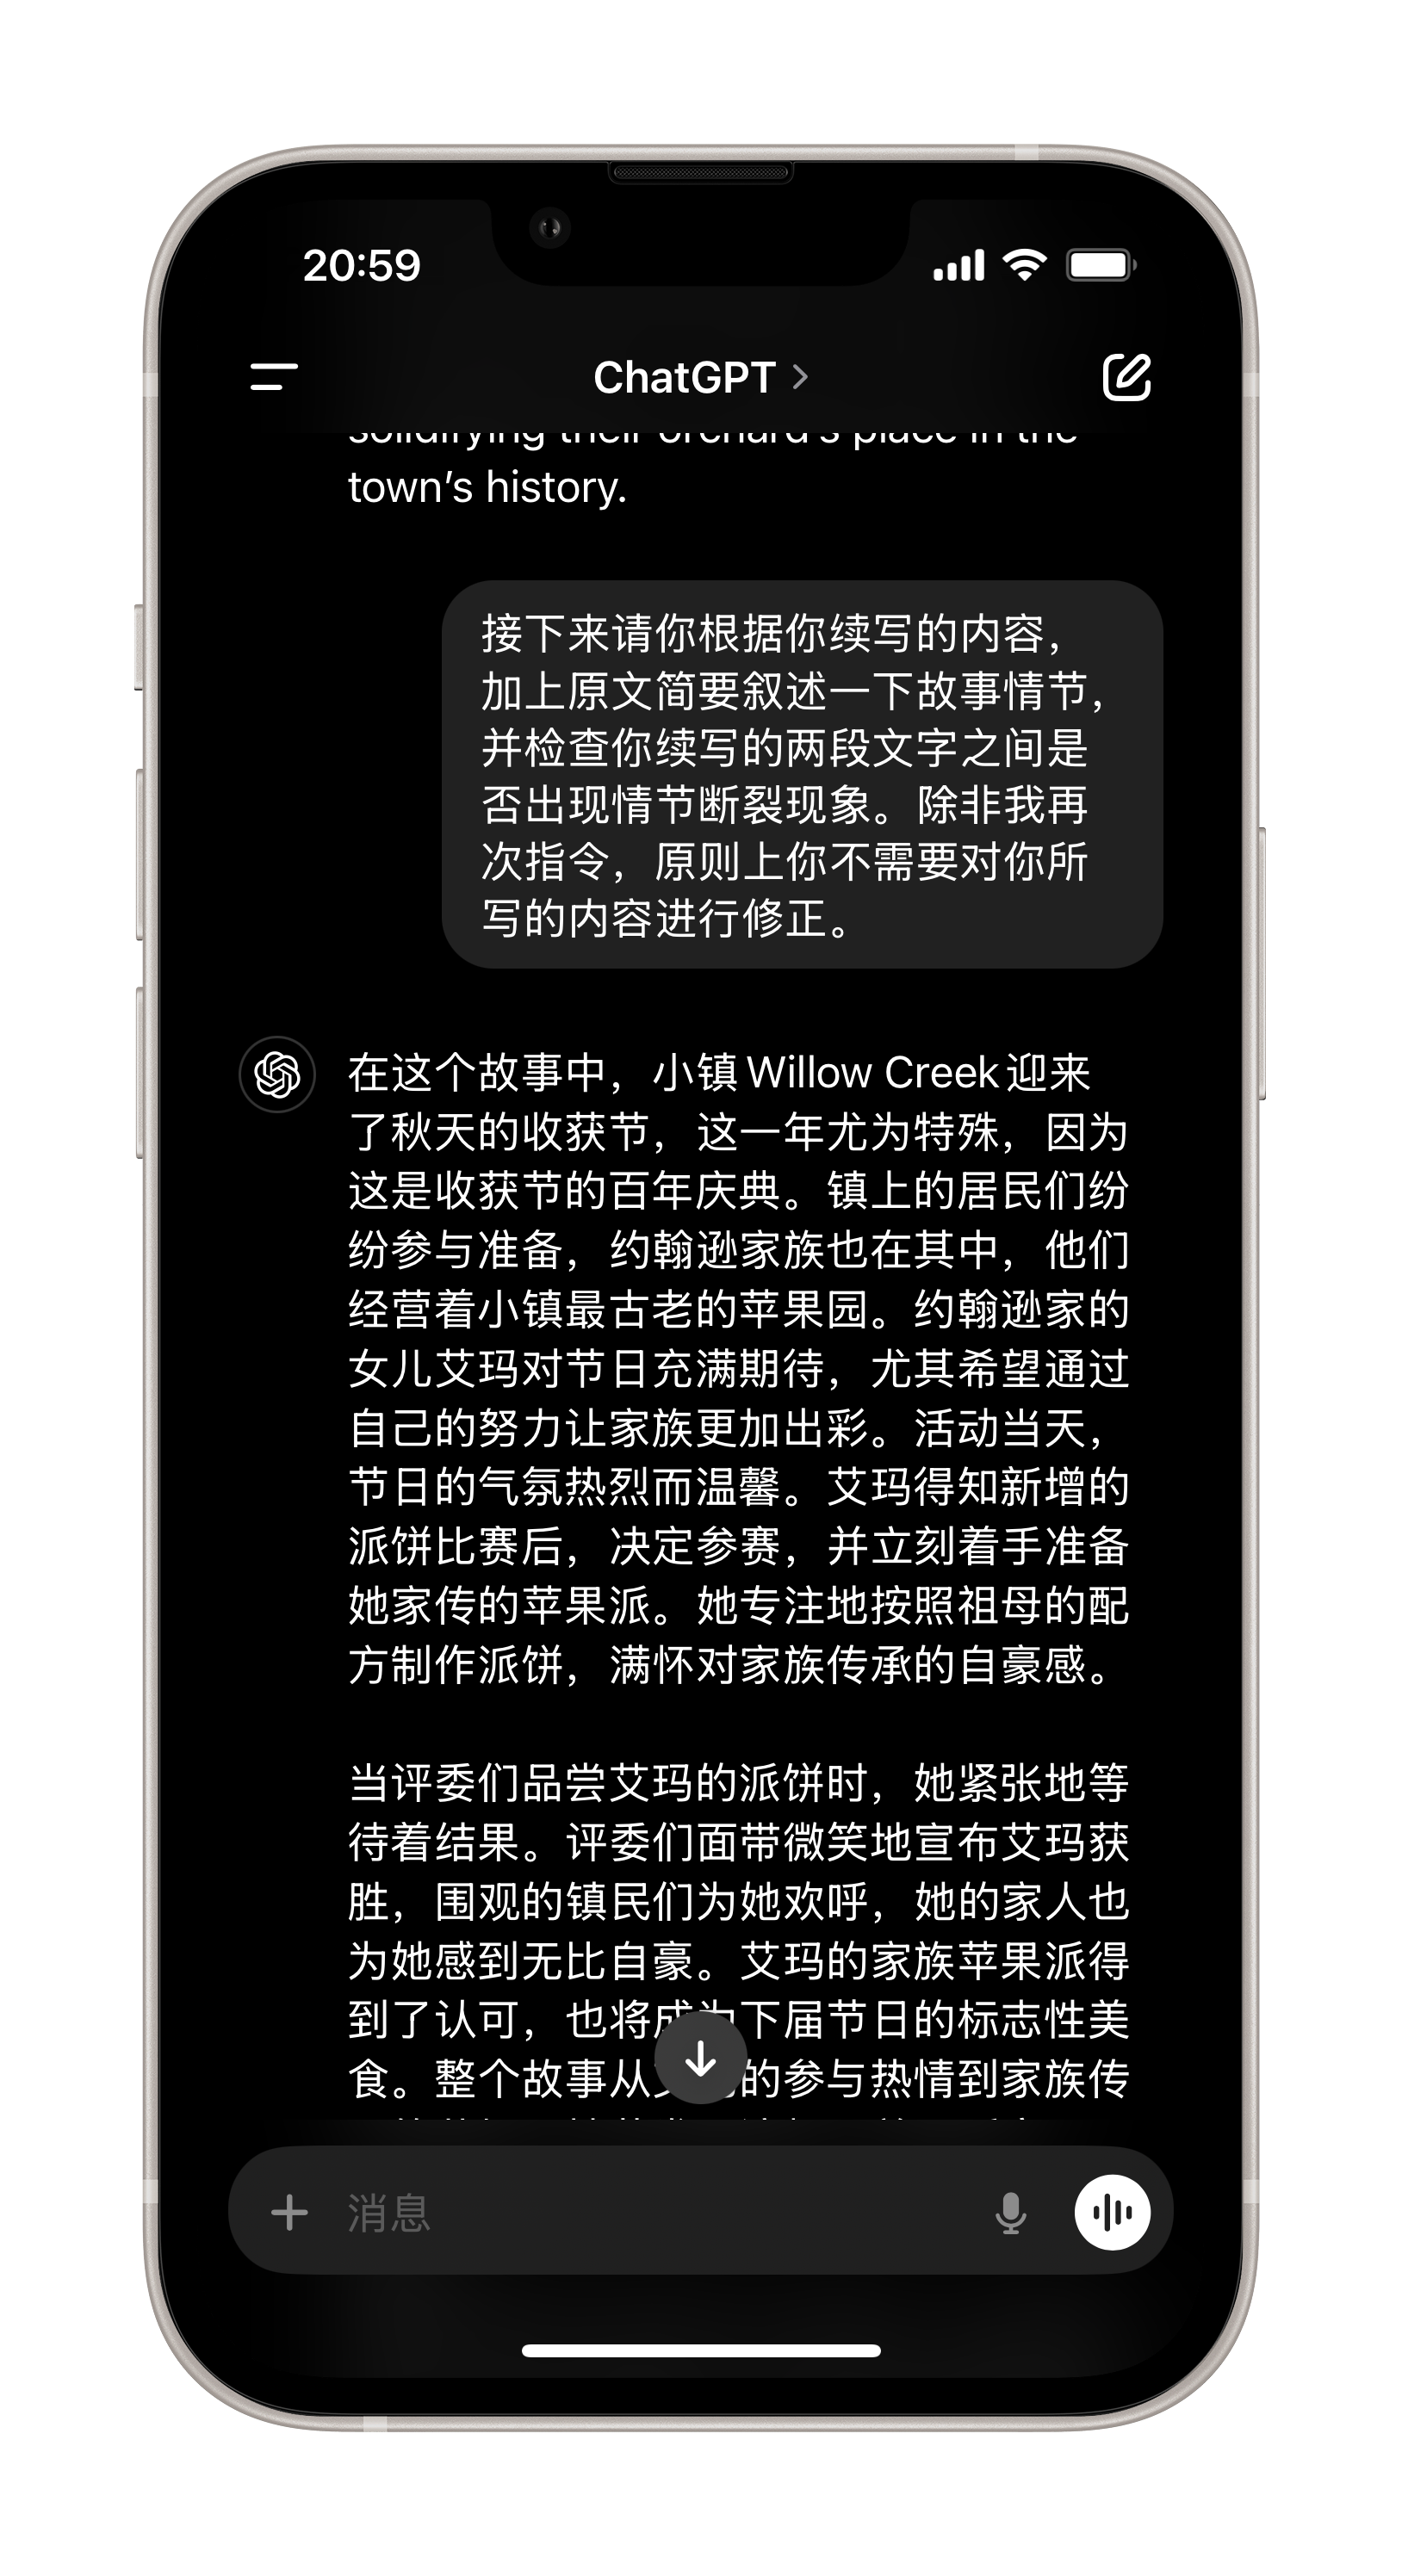 20:59
ChatGPT
solidifying their orchard's place in the
town's history.
接下来请你根据你续写的内容，
加上原文简要叙述一下故事情节，
并检查你续写的两段文字之间是
否出现情节断裂现象。除非我再
次指令，原则上你不需要对你所
写的内容进行修正。
在这个故事中，小镇 Willow Creek 迎来
了秋天的收获节，这一年尤为特殊，因为
这是收获节的百年庆典。镇上的居民们纷
纷参与准备，约翰逊家族也在其中，他们
经营着小镇最古老的苹果园。约翰逊家的
女儿艾玛对节日充满期待，尤其希望通过
自己的努力让家族更加出彩。活动当天，
节日的气氛热烈而温馨。艾玛得知新增的
派饼比赛后，决定参赛，并立刻着手准备
她家传的苹果派。她专注地按照祖母的配
方制作派饼，满怀对家族传承的自豪感。
当评委们品尝艾玛的派饼时，她紧张地等
待着结果。评委们面带微笑地宣布艾玛获
胜，围观的镇民们为她欢呼，她的家人也
为她感到无比自豪。艾玛的家族苹果派得
到了认可，也将成为下届节日的标志性美
食。整个故事从的参与热情到家族传
消息